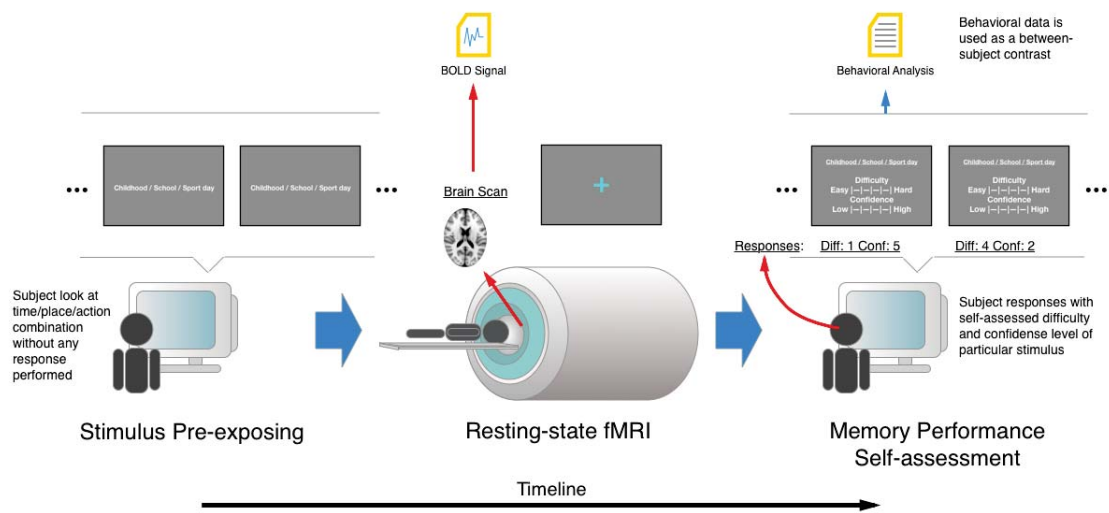 Behavioral data is
used as a between-
subject contrast
BOLD Signal
Behavioral Analysis
Childhood / School / Sport day
Childhood / School / Sport day
Brain Scan
Childhood / School / Sport day
Difficulty
Easy |—|—|—|—| Hard
Confidence
Low |—|—|—|—| High
Childhood / School / Sport day
Difficulty
Easy |—|—|—|—| Hard
Confidence
Low |—|—|—|—| High
Responses: Diff: 1 Conf: 5 Diff: 4 Conf: 2
Subject look at
time/place/action
combination
without any
response
performed
Subject responses with
self-assessed difficulty
and confidense level of
particular stimulus
Stimulus Pre-exposing
Resting-state fMRI
Memory Performance
Self-assessment
Timeline